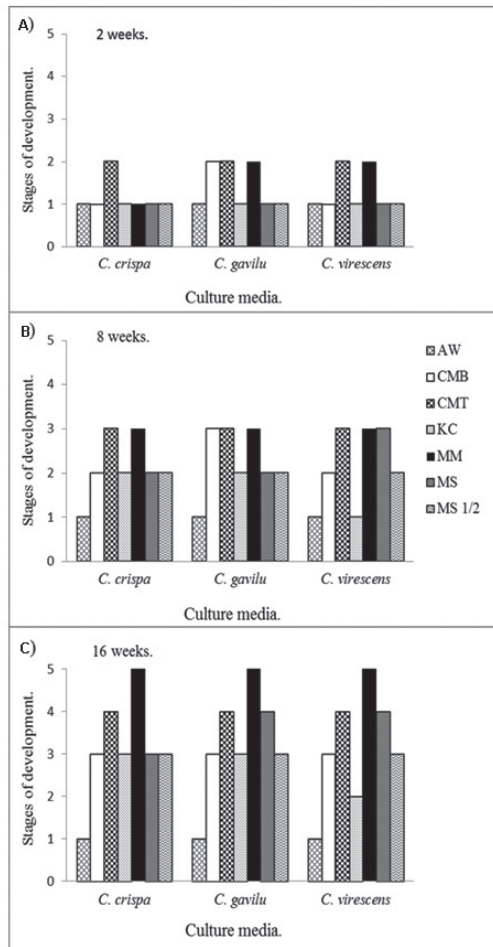 A)
2 weeks.
Stages of development.
5
4
3
2
1
0
C. crispa C. gavilu C. virescens
Culture media.
B)
8 weeks.
Stages of development.
5
4
3
2
1
0
C. crispa C. gavilu C. virescens
Culture media.
AW
CMB
CMT
KC
MM
MS
MS 1/2
C)
16 weeks.
Stages of development.
5
4
3
2
1
0
C. crispa C. gavilu C. virescens
Culture media.